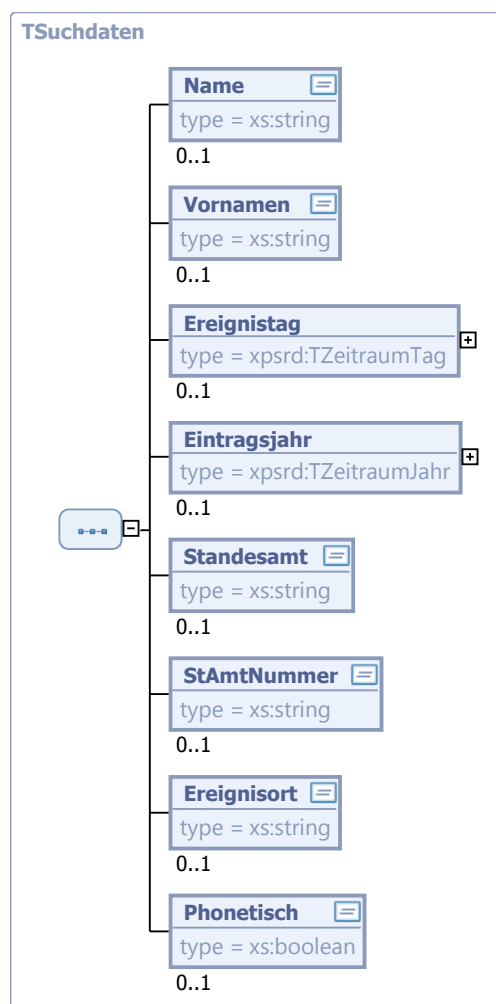 TSuchdaten
Name
type = xs:string
0..1
Vornamen
type = xs:string
0..1
Ereignistag
type = xpsrd:TZeitraumTag
0..1
Eintragsjahr
type = xpsrd:TZeitraumJahr
0..1
Standesamt
type = xs:string
0..1
StAmtNummer
type = xs:string
0..1
Ereignisort
type = xs:string
0..1
Phonetisch
type = xs:boolean
0..1